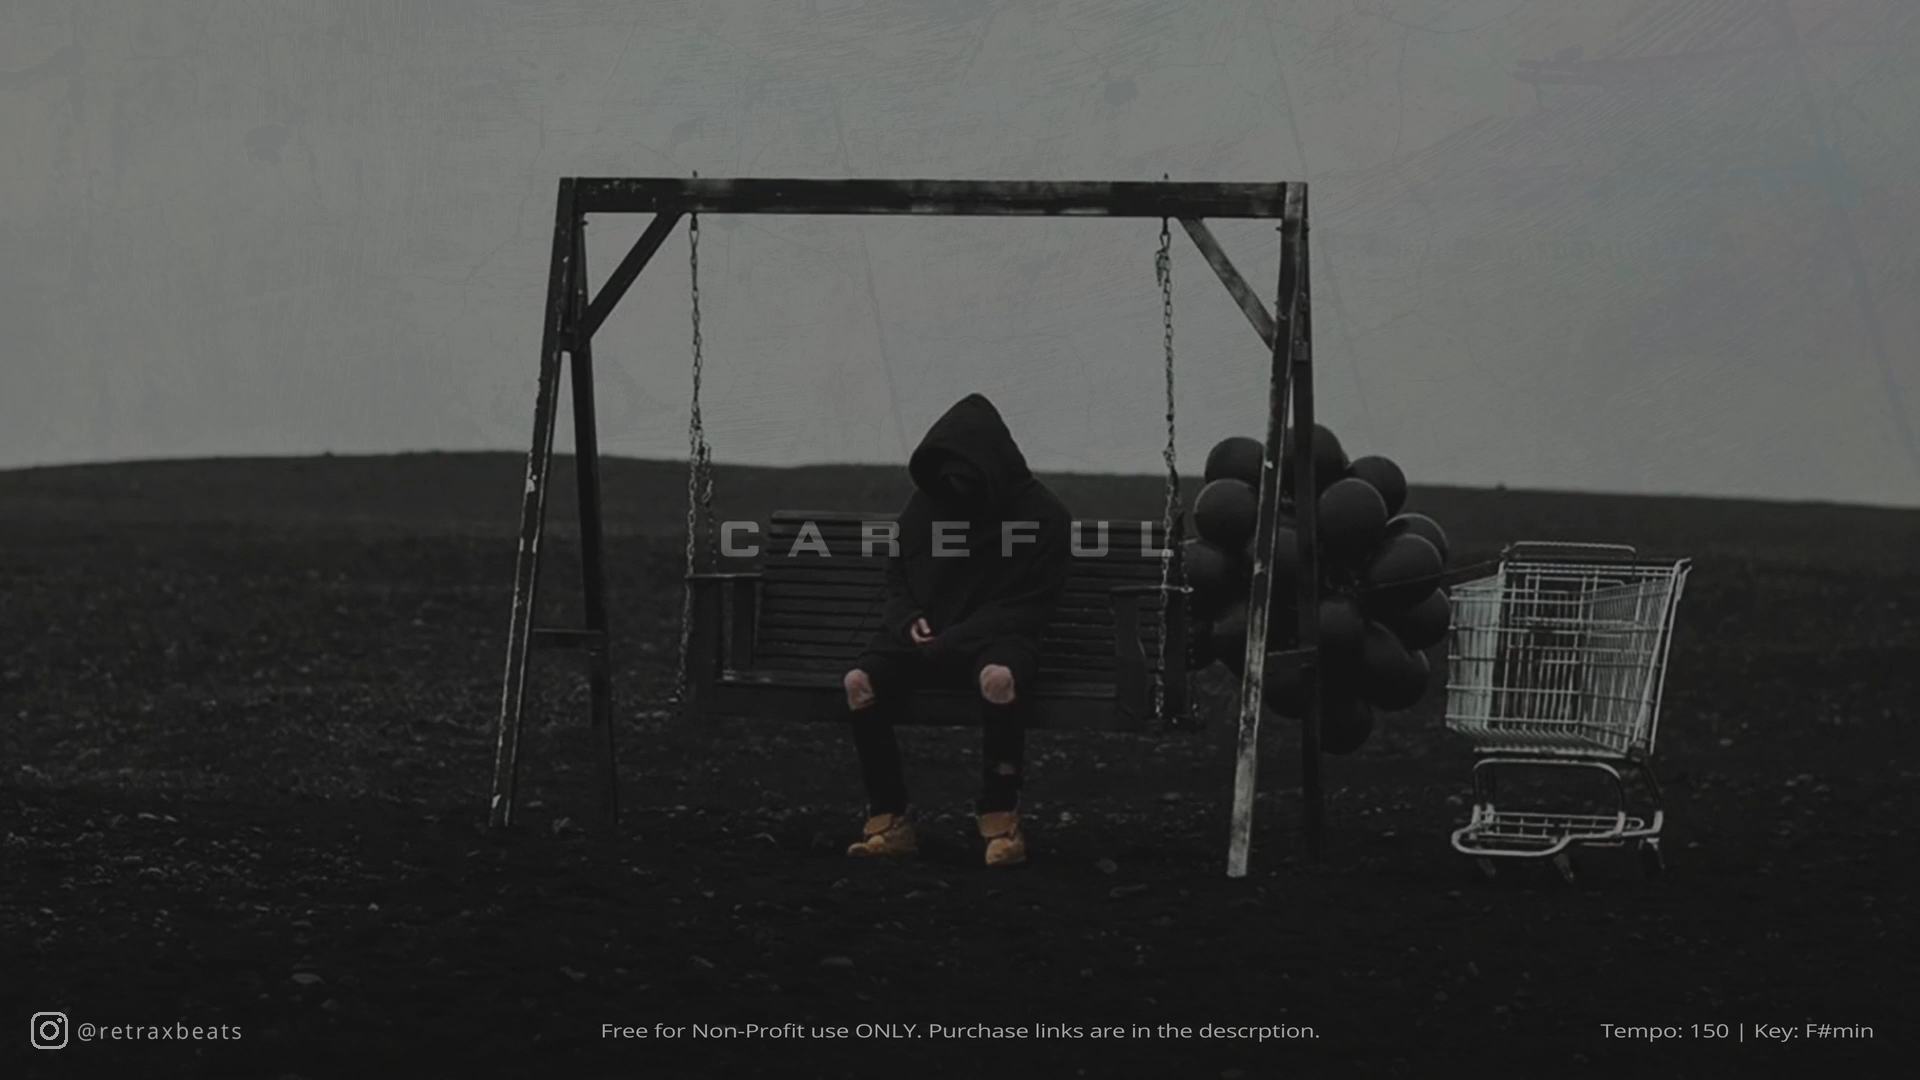 CAREFUL
@retraxbeats
Free for Non-Profit use ONLY. Purchase links are in the descrption.
Tempo: 150 | Key: F#min